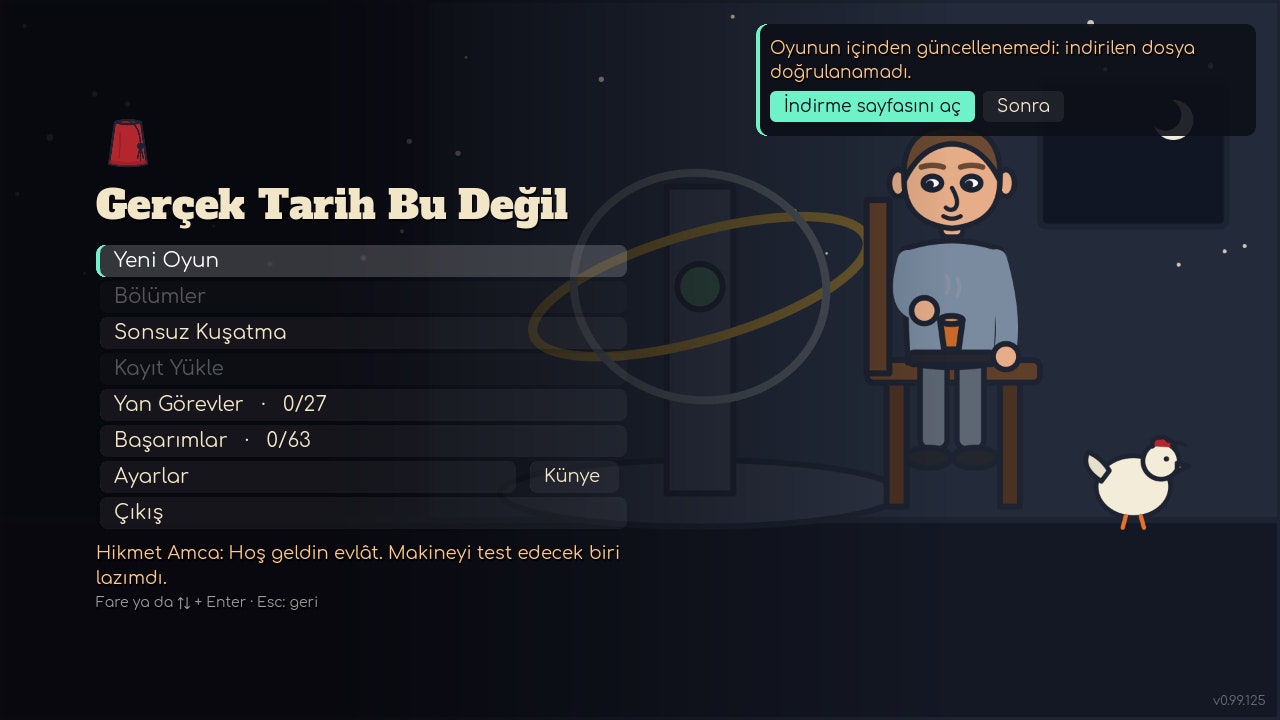 Oyunun içinden güncellenemedi: indirilen dosya
doğrulanamadı.
İndirme sayfasını aç
Sonra
Gerçek Tarih Bu Değil
Yeni Oyun
Bölümler
Sonsuz Kuşatma
Kayıt Yükle
Yan Görevler · 0/27
Başarımlar · 0/63
Ayarlar
Künye
Çıkış
Hikmet Amca: Hoş geldin evlât. Makineyi test edecek biri
lazımdı.
Fare ya da ↑↓ + Enter · Esc: geri
v0.99.125